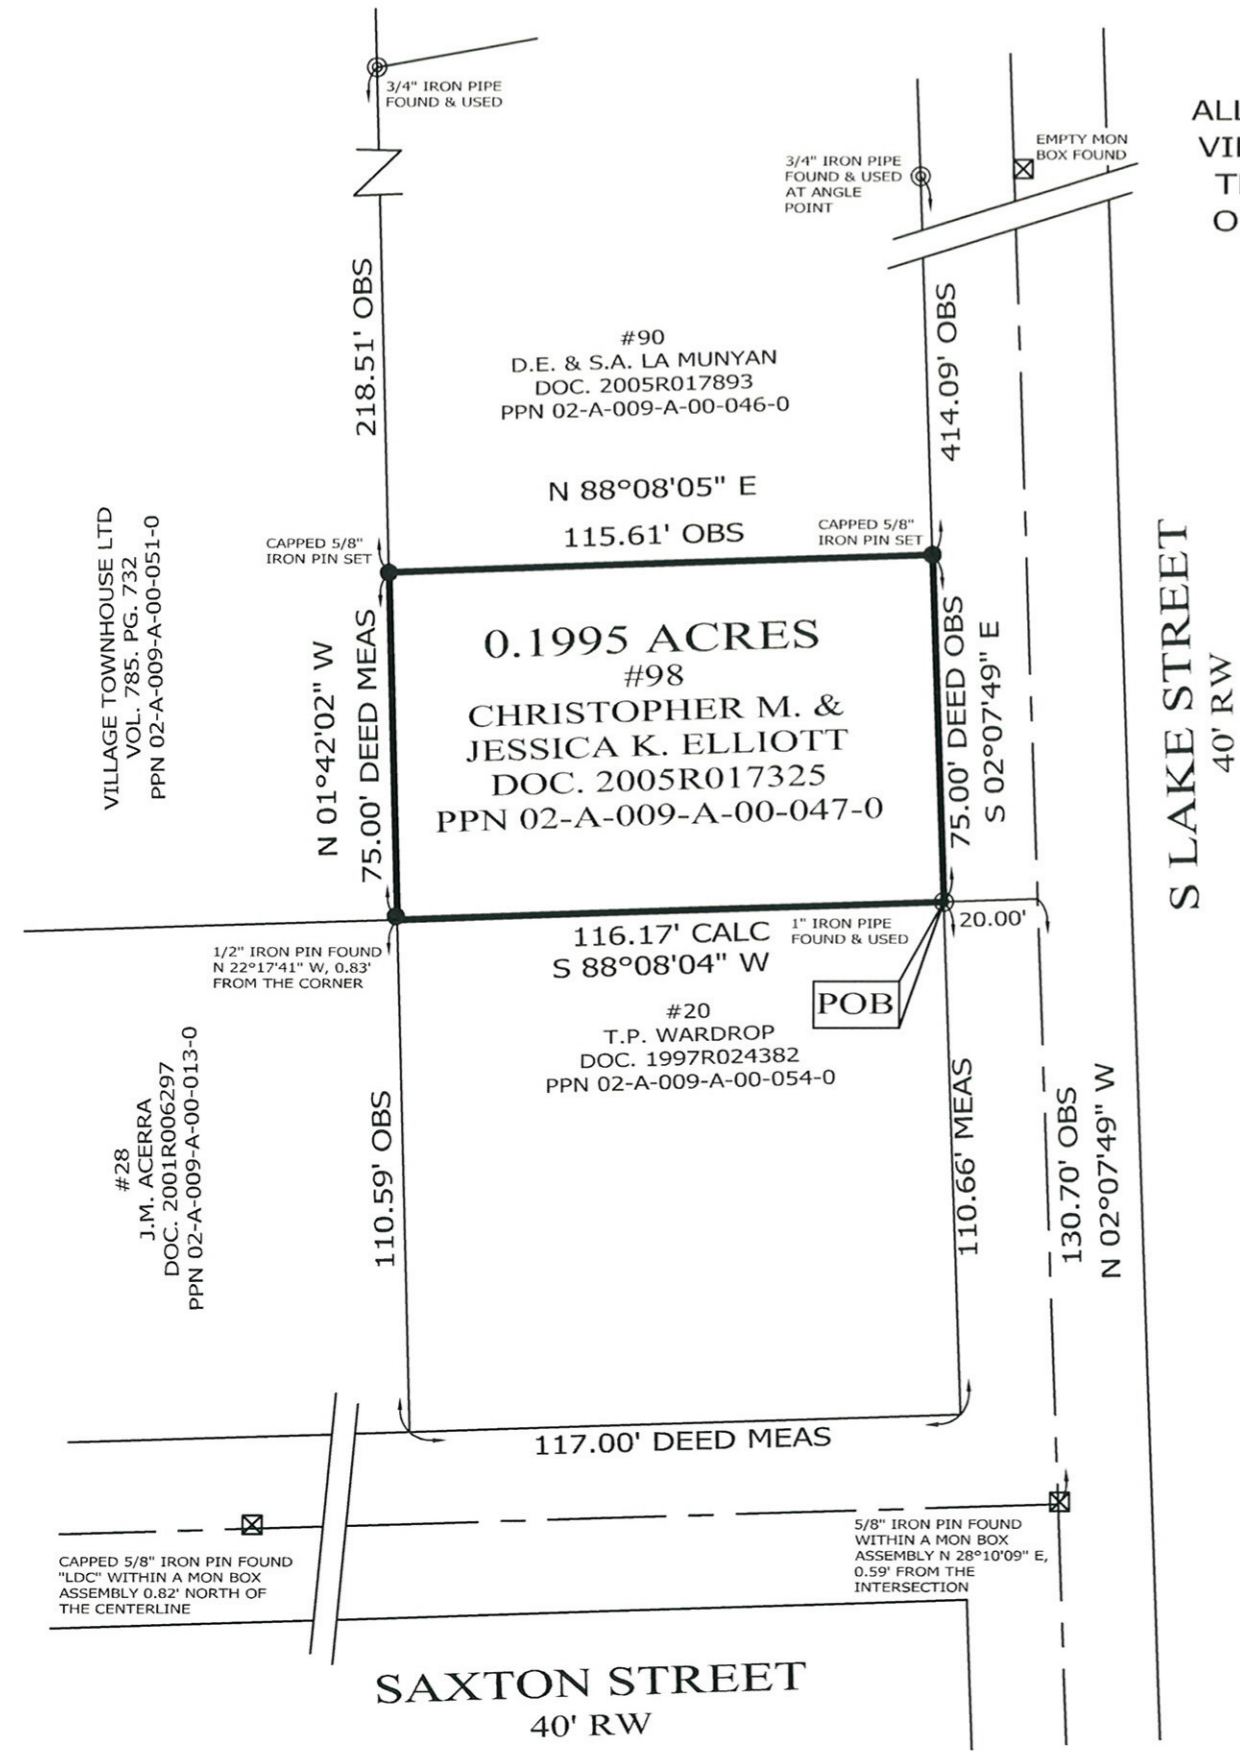 3/4" IRON PIPE
FOUND & USED
ALL
EMPTY MON
BOX FOUND
3/4" IRON PIPE
FOUND & USED
AT ANGLE
POINT
218.51' OBS
414.09' OBS
#90
D.E. & S.A. LA MUNYAN
DOC. 2005R017893
PPN 02-A-009-A-00-046-0
N 88°08'05" E
115.61' OBS
CAPPED 5/8"
IRON PIN SET
CAPPED 5/8"
IRON PIN SET
VILLAGE TOWNHOUSE LTD
VOL. 785. PG. 732
PPN 02-A-009-A-00-051-0
N 01°42'02" W
75.00' DEED MEAS
0.1995 ACRES
#98
CHRISTOPHER M. &
JESSICA K. ELLIOTT
DOC. 2005R017325
PPN 02-A-009-A-00-047-0
75.00' DEED OBS
S 02°07'49" E
S LAKE STREET
40' RW
1/2" IRON PIN FOUND
N 22°17'41" W, 0.83'
FROM THE CORNER
116.17' CALC
S 88°08'04" W
1" IRON PIPE
FOUND & USED
20.00'
POB
#20
T.P. WARDROP
DOC. 1997R024382
PPN 02-A-009-A-00-054-0
#28
J.M. ACERRA
DOC. 2001R006297
PPN 02-A-009-A-00-013-0
110.59' OBS
110.66' MEAS
130.70' OBS
N 02°07'49" W
117.00' DEED MEAS
CAPPED 5/8" IRON PIN FOUND
"LDC" WITHIN A MON BOX
ASSEMBLY 0.82' NORTH OF
THE CENTERLINE
5/8" IRON PIN FOUND
WITHIN A MON BOX
ASSEMBLY N 28°10'09" E,
0.59' FROM THE
INTERSECTION
SAXTON STREET
40' RW